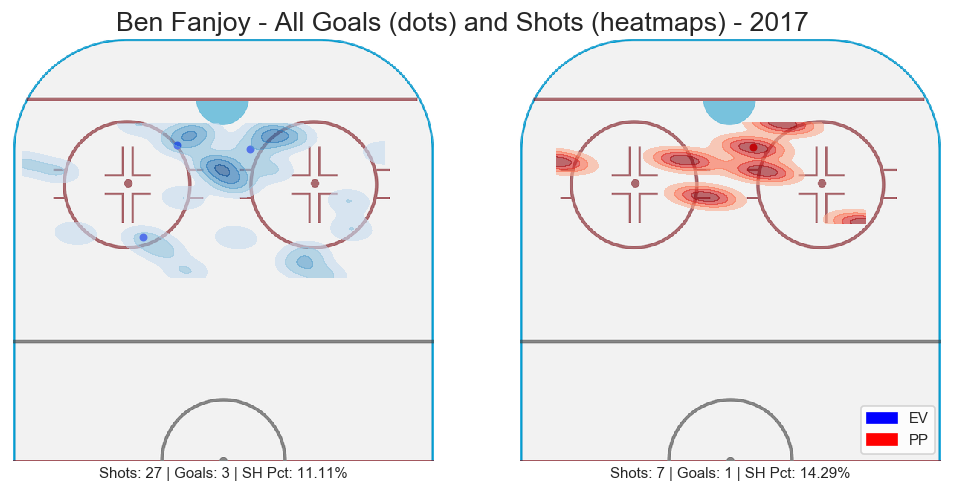 Ben Fanjoy - All Goals (dots) and Shots (heatmaps) - 2017
EV
PP
Shots: 27 | Goals: 3 | SH Pct: 11.11%
Shots: 7 | Goals: 1 | SH Pct: 14.29%